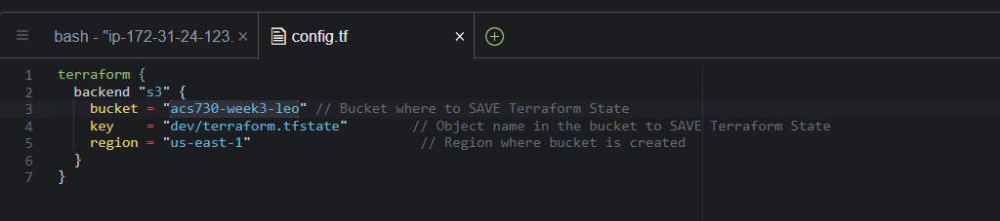 bash - "ip-172-31-24-123. ×
config.tf ×
1 terraform {
2 backend "s3" {
3 bucket = "acs730-week3-leo" // Bucket where to SAVE Terraform State
4 key    = "dev/terraform.tfstate"        // Object name in the bucket to SAVE Terraform State
5 region = "us-east-1"                     // Region where bucket is created
6 }
7 }